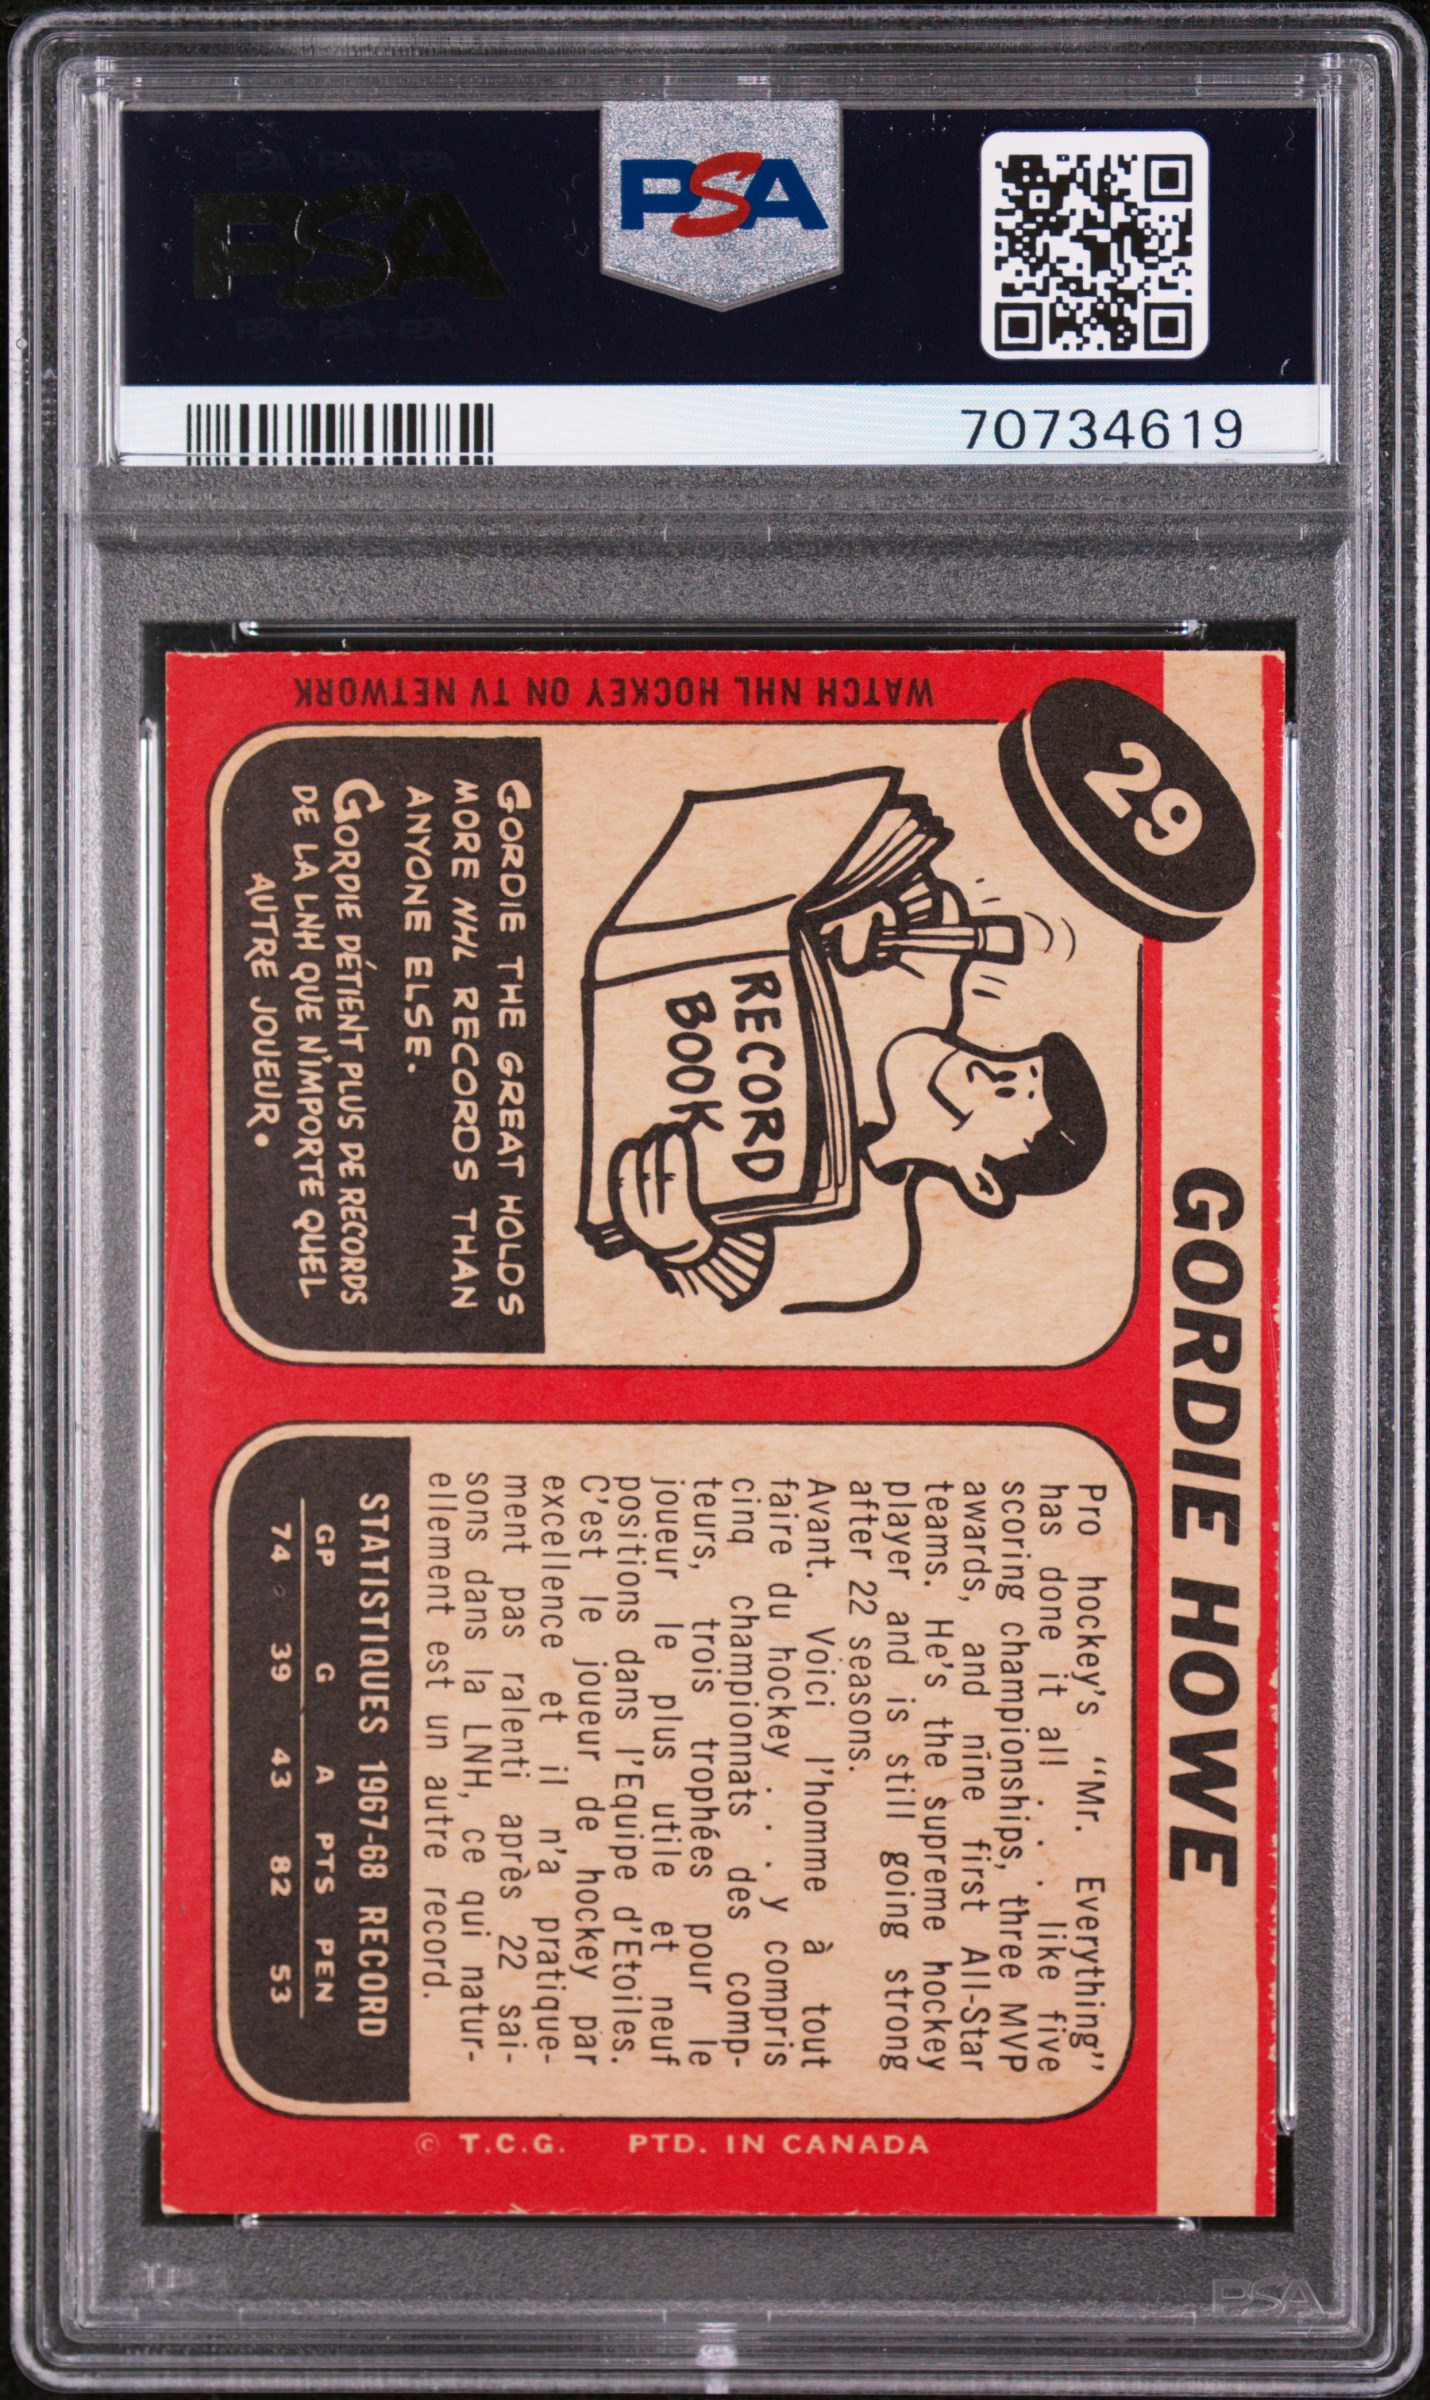 PSA
PSA
PSA PSA PSA
PSA PSA PSA
70734619
WATCH NHL HOCKEY ON TV NETWORK
29
GORDIE HOWE
RECORD
BOOK
GORDIE THE GREAT HOLDS
MORE NHL RECORDS THAN
ANYONE ELSE.
GORDIE DÉTIENT PLUS DE RECORDS
DE LA LNH QUE N'IMPORTE QUEL
AUTRE JOUEUR.
Pro hockey's "Mr. Everything"
has done it all . . . like five
scoring championships, three MVP
awards, and nine first All-Star
teams. He's the supreme hockey
player and is still going strong
after 22 seasons.
Avant. Voici l'homme à tout
faire du hockey . . . y compris
cinq championnats des comp-
teurs, trois trophées pour le
joueur le plus utile et neuf
positions dans l'Equipe d'Etoiles.
C'est le joueur de hockey par
excellence et il n'a pratique-
ment pas ralenti après 22 sai-
sons dans la LNH, ce qui natur-
ellement est un autre record.
STATISTIQUES 1967-68 RECORD
GP G A PTS PEN
74 39 43 82 53
© T.C.G. PTD. IN CANADA
PSA